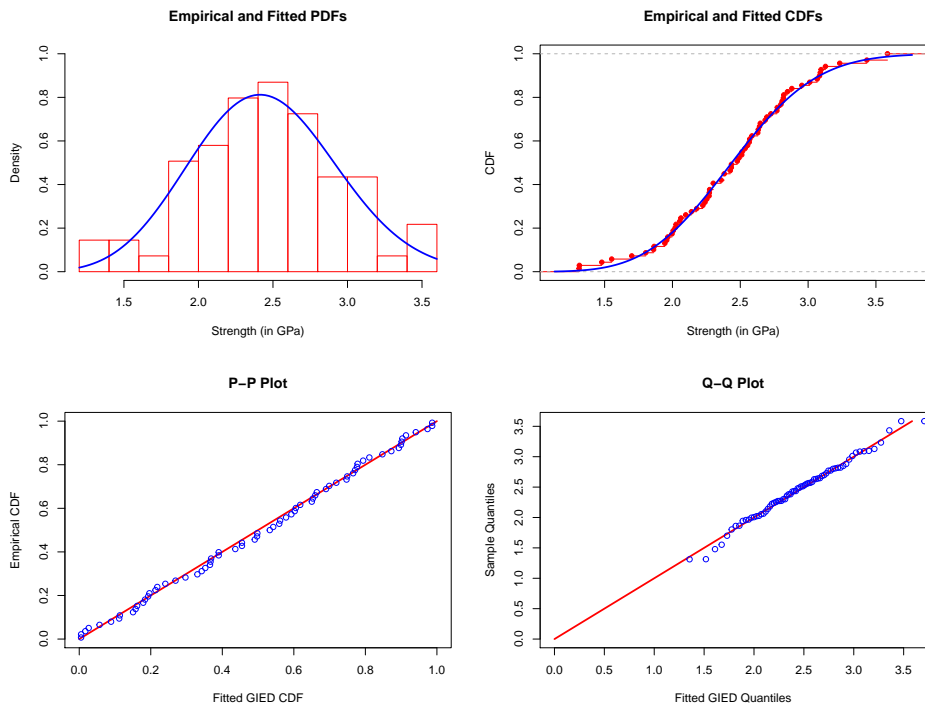 Empirical and Fitted PDFs
Density
0.0 0.2 0.4 0.6 0.8 1.0
1.5 2.0 2.5 3.0 3.5
Strength (in GPa)
Empirical and Fitted CDFs
CDF
0.0 0.2 0.4 0.6 0.8 1.0
1.5 2.0 2.5 3.0 3.5
Strength (in GPa)
P−P Plot
Empirical CDF
0.0 0.2 0.4 0.6 0.8 1.0
0.0 0.2 0.4 0.6 0.8 1.0
Fitted GIED CDF
Q−Q Plot
Sample Quantiles
0.0 0.5 1.0 1.5 2.0 2.5 3.0 3.5
0.0 0.5 1.0 1.5 2.0 2.5 3.0 3.5
Fitted GIED Quantiles